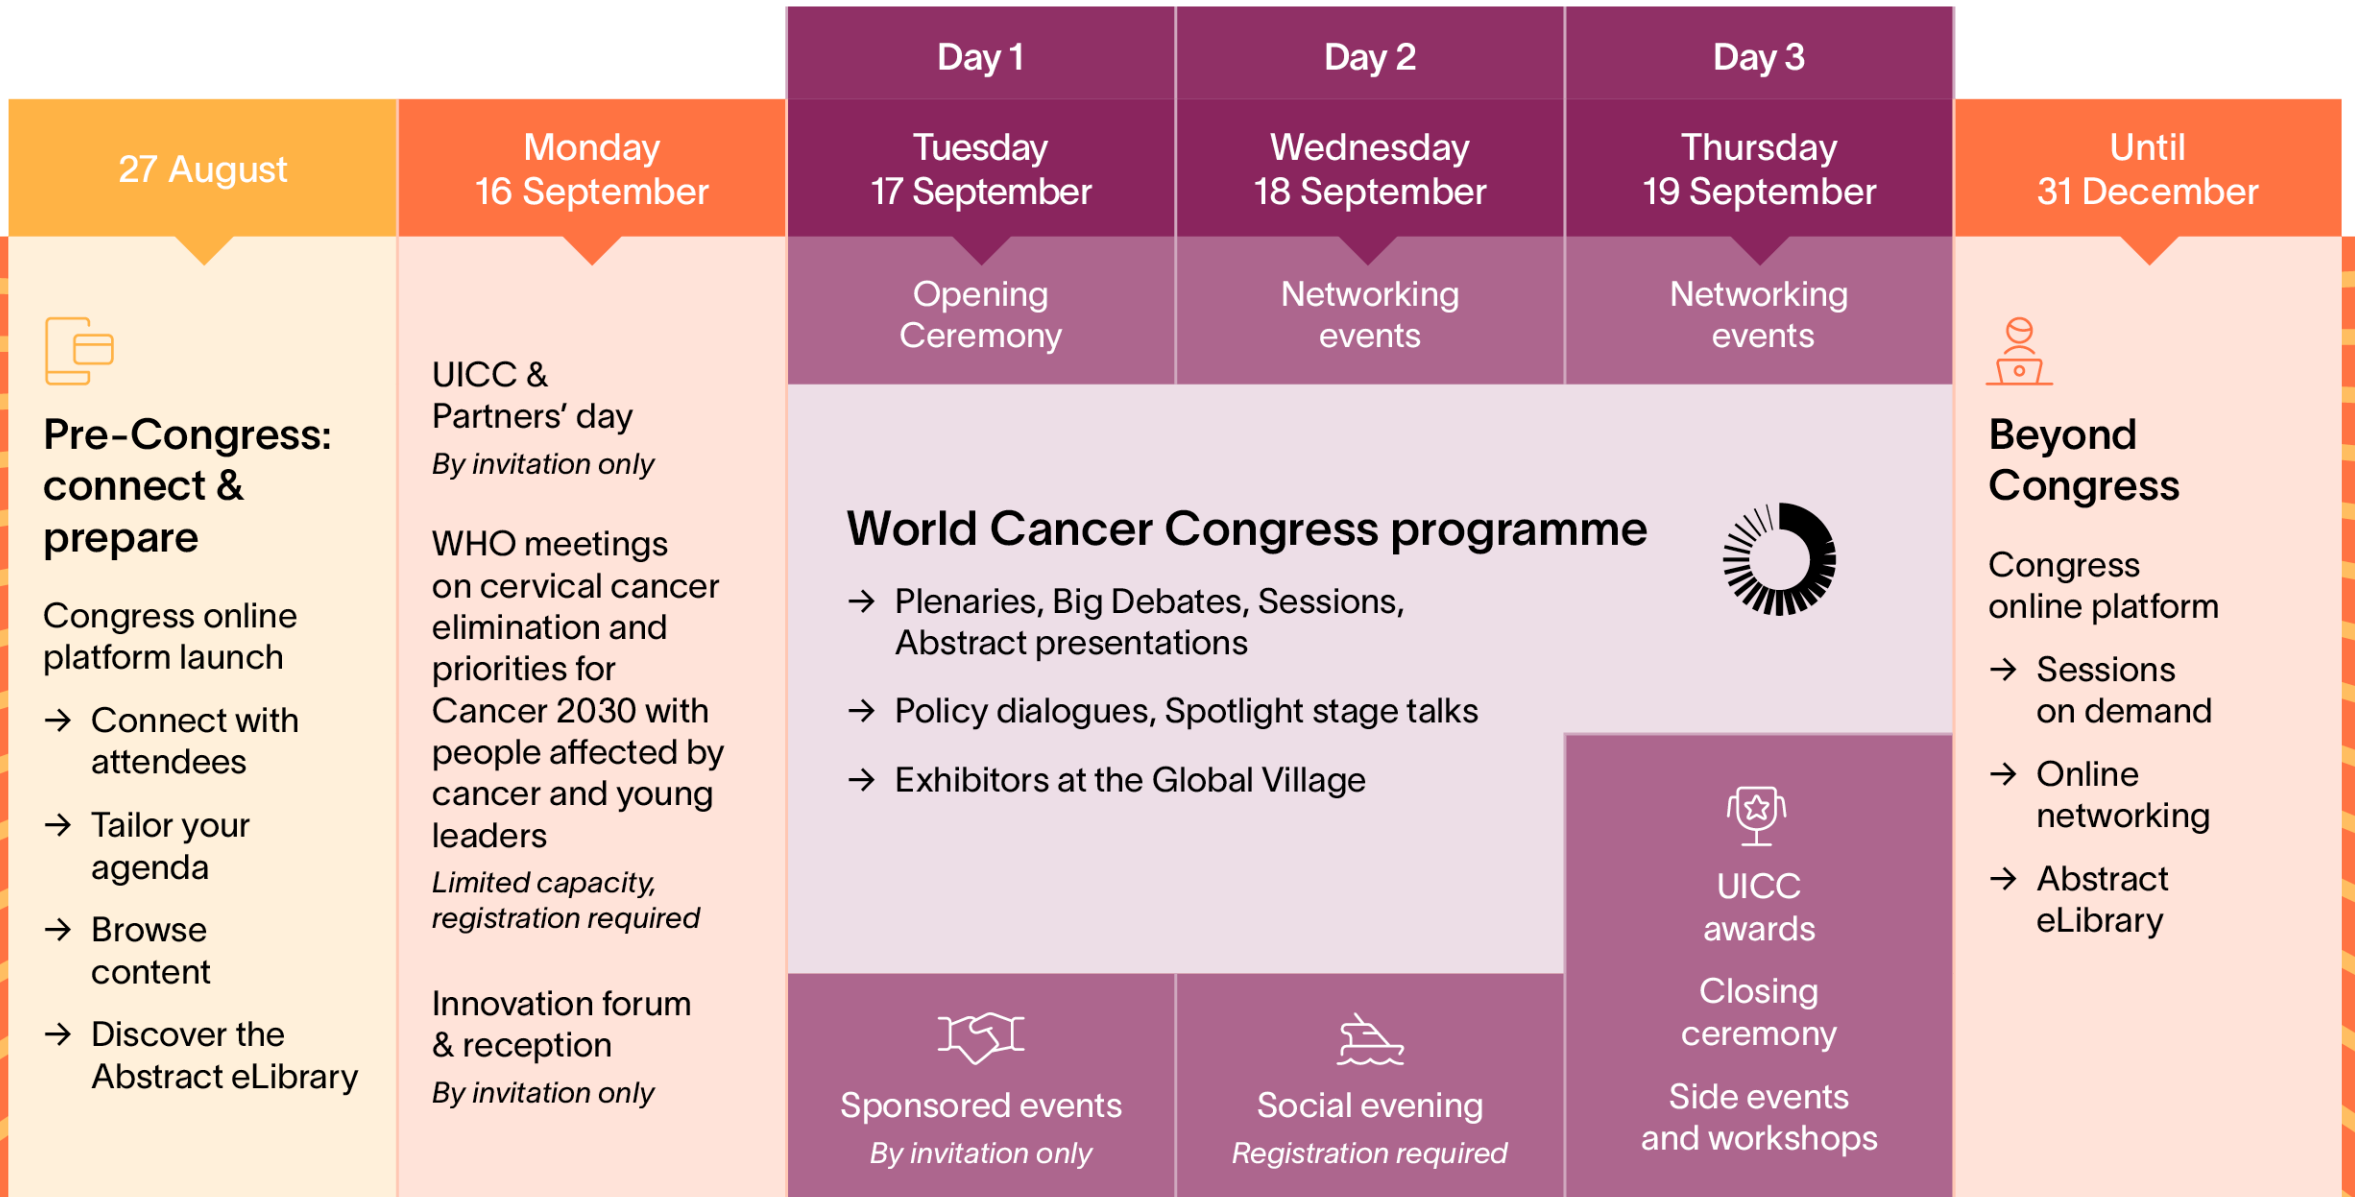 27 August
Pre-Congress:
connect &
prepare
Congress online
platform launch
→ Connect with
attendees
→ Tailor your
agenda
→ Browse
content
→ Discover the
Abstract eLibrary
Monday
16 September
UICC &
Partners’ day
By invitation only
WHO meetings
on cervical cancer
elimination and
priorities for
Cancer 2030 with
people affected by
cancer and young
leaders
Limited capacity,
registration required
Innovation forum
& reception
By invitation only
Day 1
Tuesday
17 September
Opening
Ceremony
Day 2
Wednesday
18 September
Networking
events
Day 3
Thursday
19 September
Networking
events
World Cancer Congress programme
→ Plenaries, Big Debates, Sessions,
Abstract presentations
→ Policy dialogues, Spotlight stage talks
→ Exhibitors at the Global Village
Sponsored events
By invitation only
Social evening
Registration required
UICC
awards
Closing
ceremony
Side events
and workshops
Until
31 December
Beyond
Congress
Congress
online platform
→ Sessions
on demand
→ Online
networking
→ Abstract
eLibrary